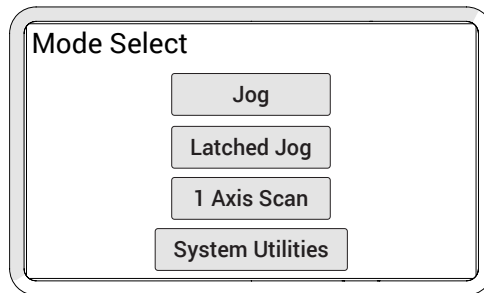 Mode Select
Jog
Latched Jog
1 Axis Scan
System Utilities